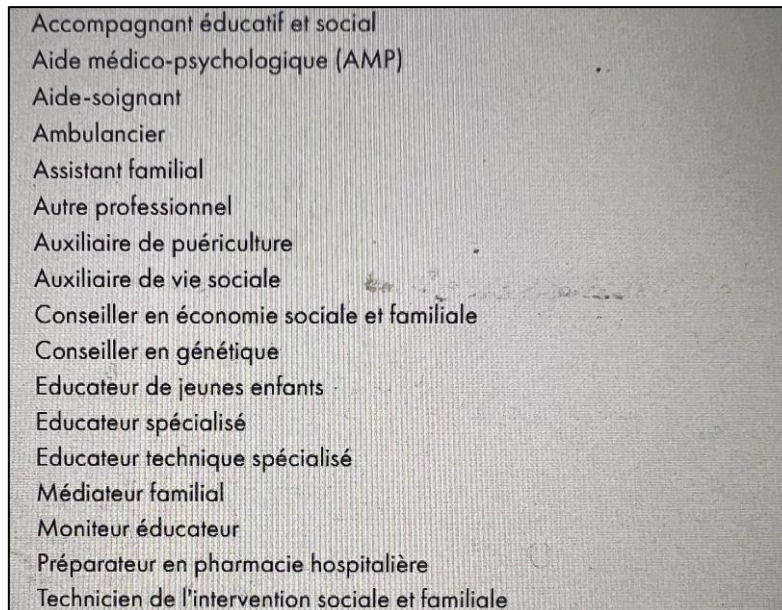 Accompagnant éducatif et social
Aide médico-psychologique (AMP)
Aide-soignant
Ambulancier
Assistant familial
Autre professionnel
Auxiliaire de puériculture
Auxiliaire de vie sociale
Conseiller en économie sociale et familiale
Conseiller en génétique
Educateur de jeunes enfants
Educateur spécialisé
Educateur technique spécialisé
Médiateur familial
Moniteur éducateur
Préparateur en pharmacie hospitalière
Technicien de l'intervention sociale et familiale